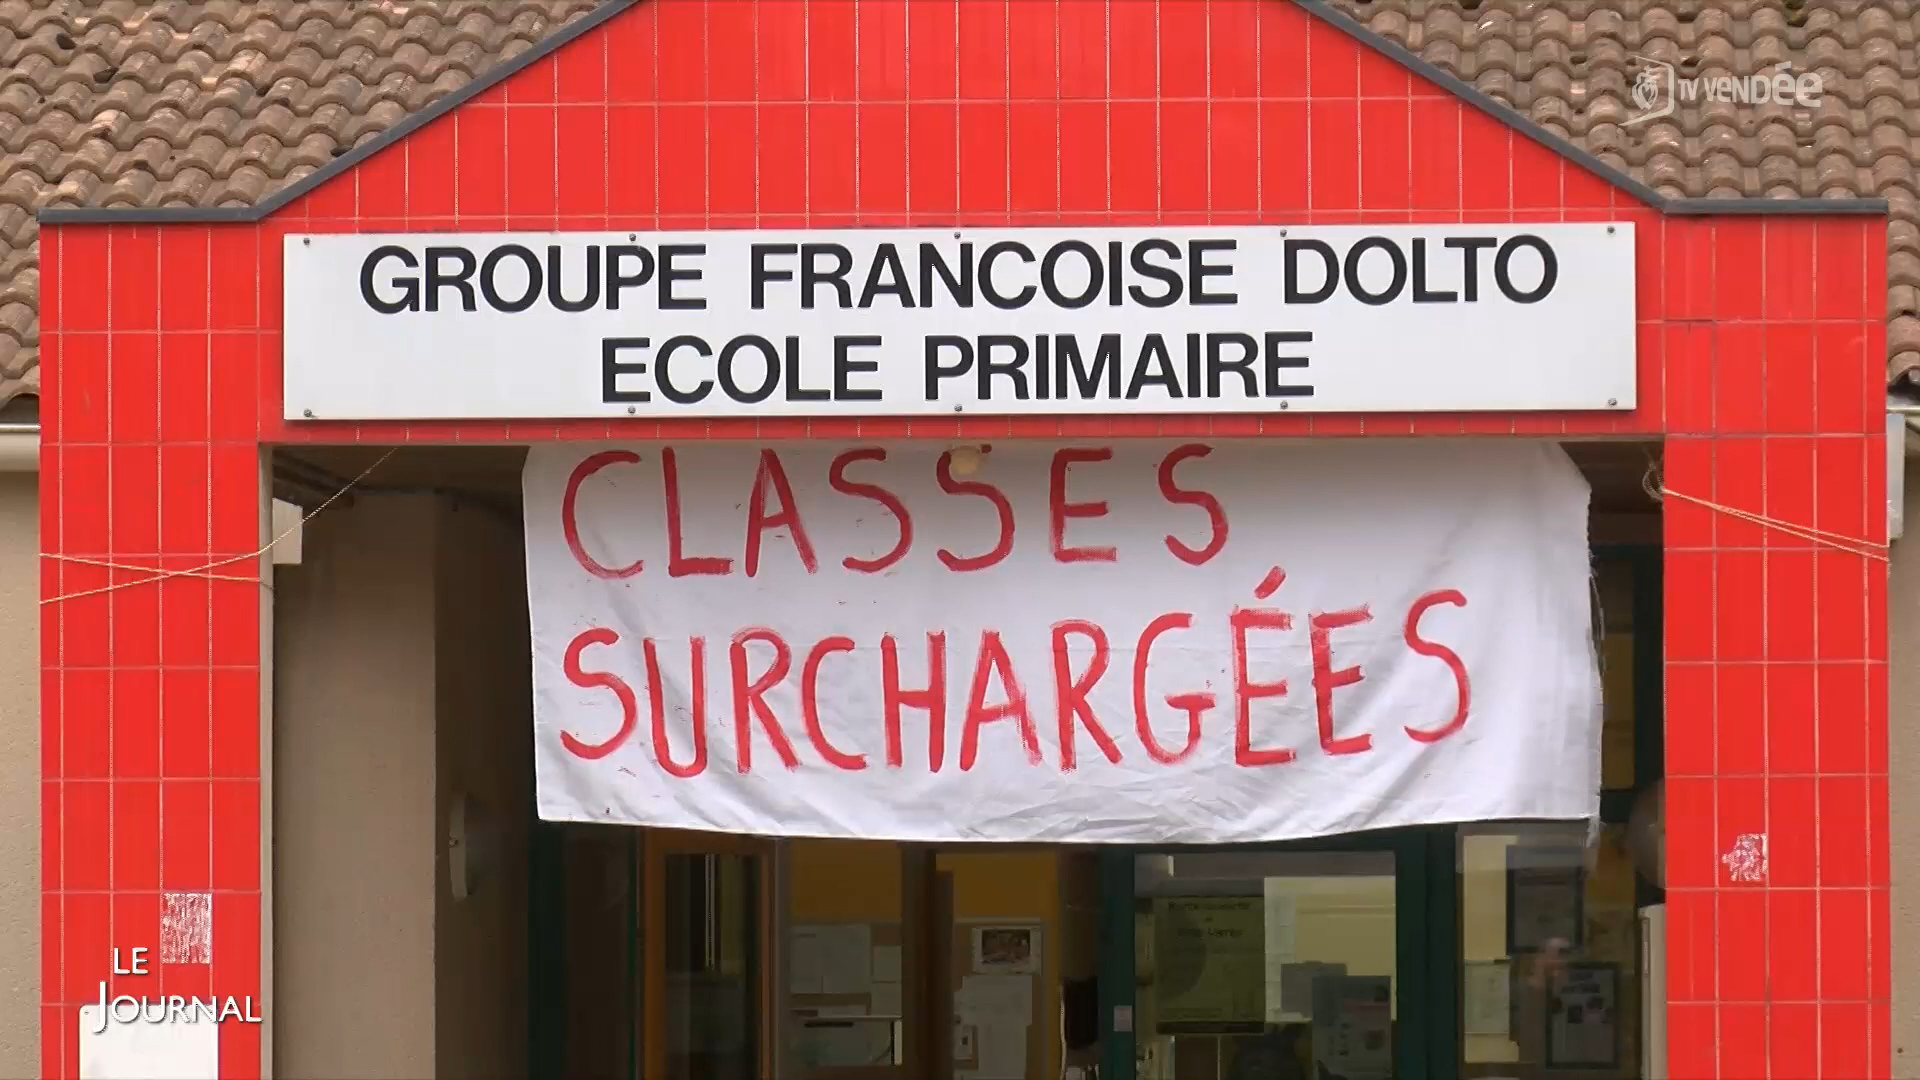 TV VENDÉE
GROUPE FRANCOISE DOLTO
ECOLE PRIMAIRE
CLASSES
SURCHARGÉES
LE
JOURNAL